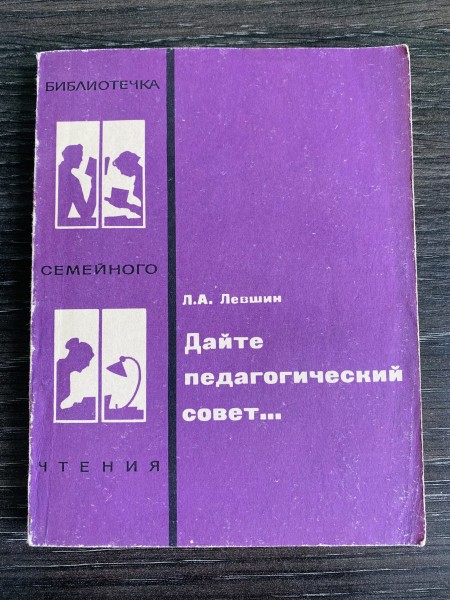 БИБЛИОТЕЧКА
СЕМЕЙНОГО
ЧТЕНИЯ
Л.А. Левшин
Дайте
педагогический
совет...